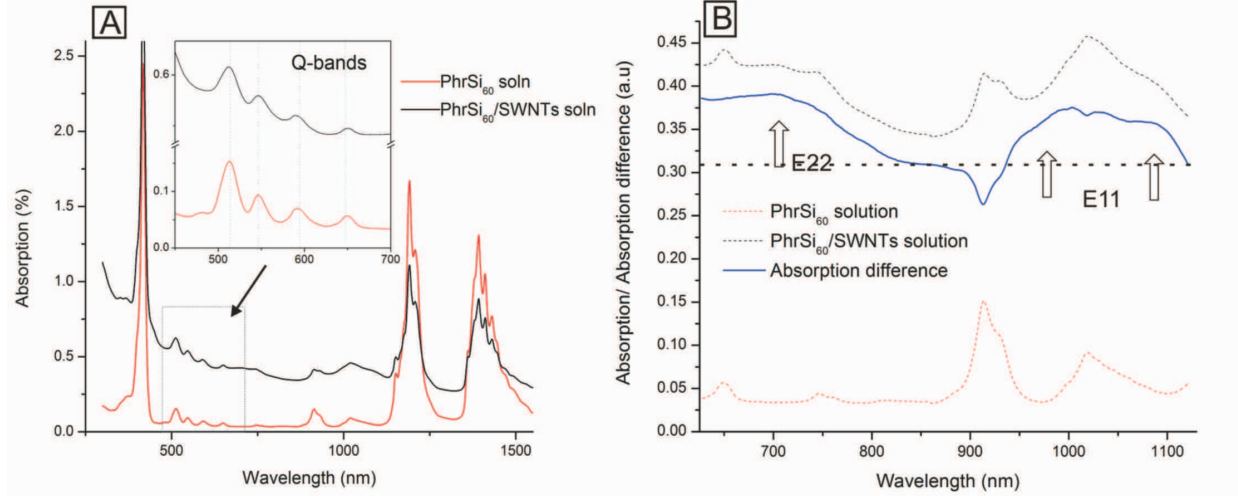 A
Absorption (%)
2.5
2.0
1.5
1.0
0.5
0.0
500
1000
1500
Wavelength (nm)
Q-bands
0.6
0.1
0.0
500
600
700
PhrSi60 soln
PhrSi60/SWNTs soln
B
Absorption/ Absorption difference (a.u)
0.45
0.40
0.35
0.30
0.25
0.20
0.15
0.10
0.05
0.00
E22
E11
PhrSi60 solution
PhrSi60/SWNTs solution
Absorption difference
700
800
900
1000
1100
Wavelength (nm)